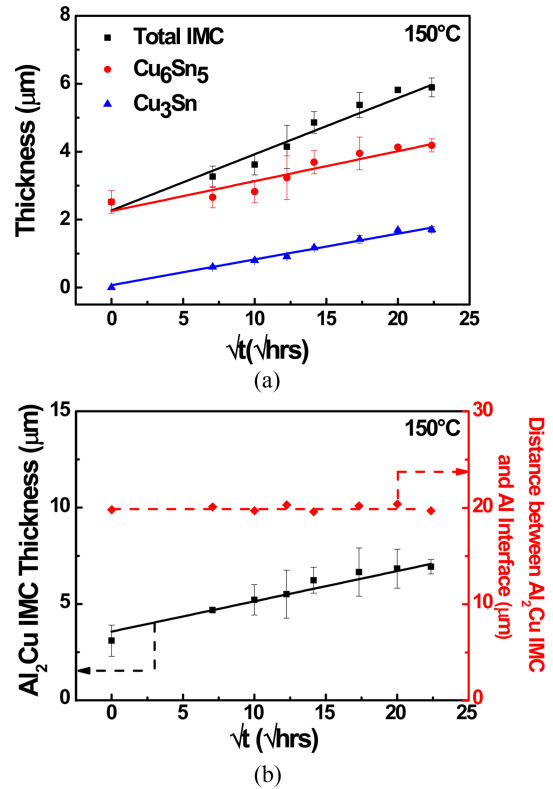 (a)
8
6
4
2
0
Thickness (μm)
Total IMC
Cu₆Sn₅
Cu₃Sn
150°C
0 5 10 15 20 25
√t(√hrs)
(a)
15
10
5
0
Al₂Cu IMC Thickness (μm)
150°C
30
20
10
0
Distance between Al₂Cu IMC
and Al Interface (μm)
0 5 10 15 20 25
√t (√hrs)
(b)